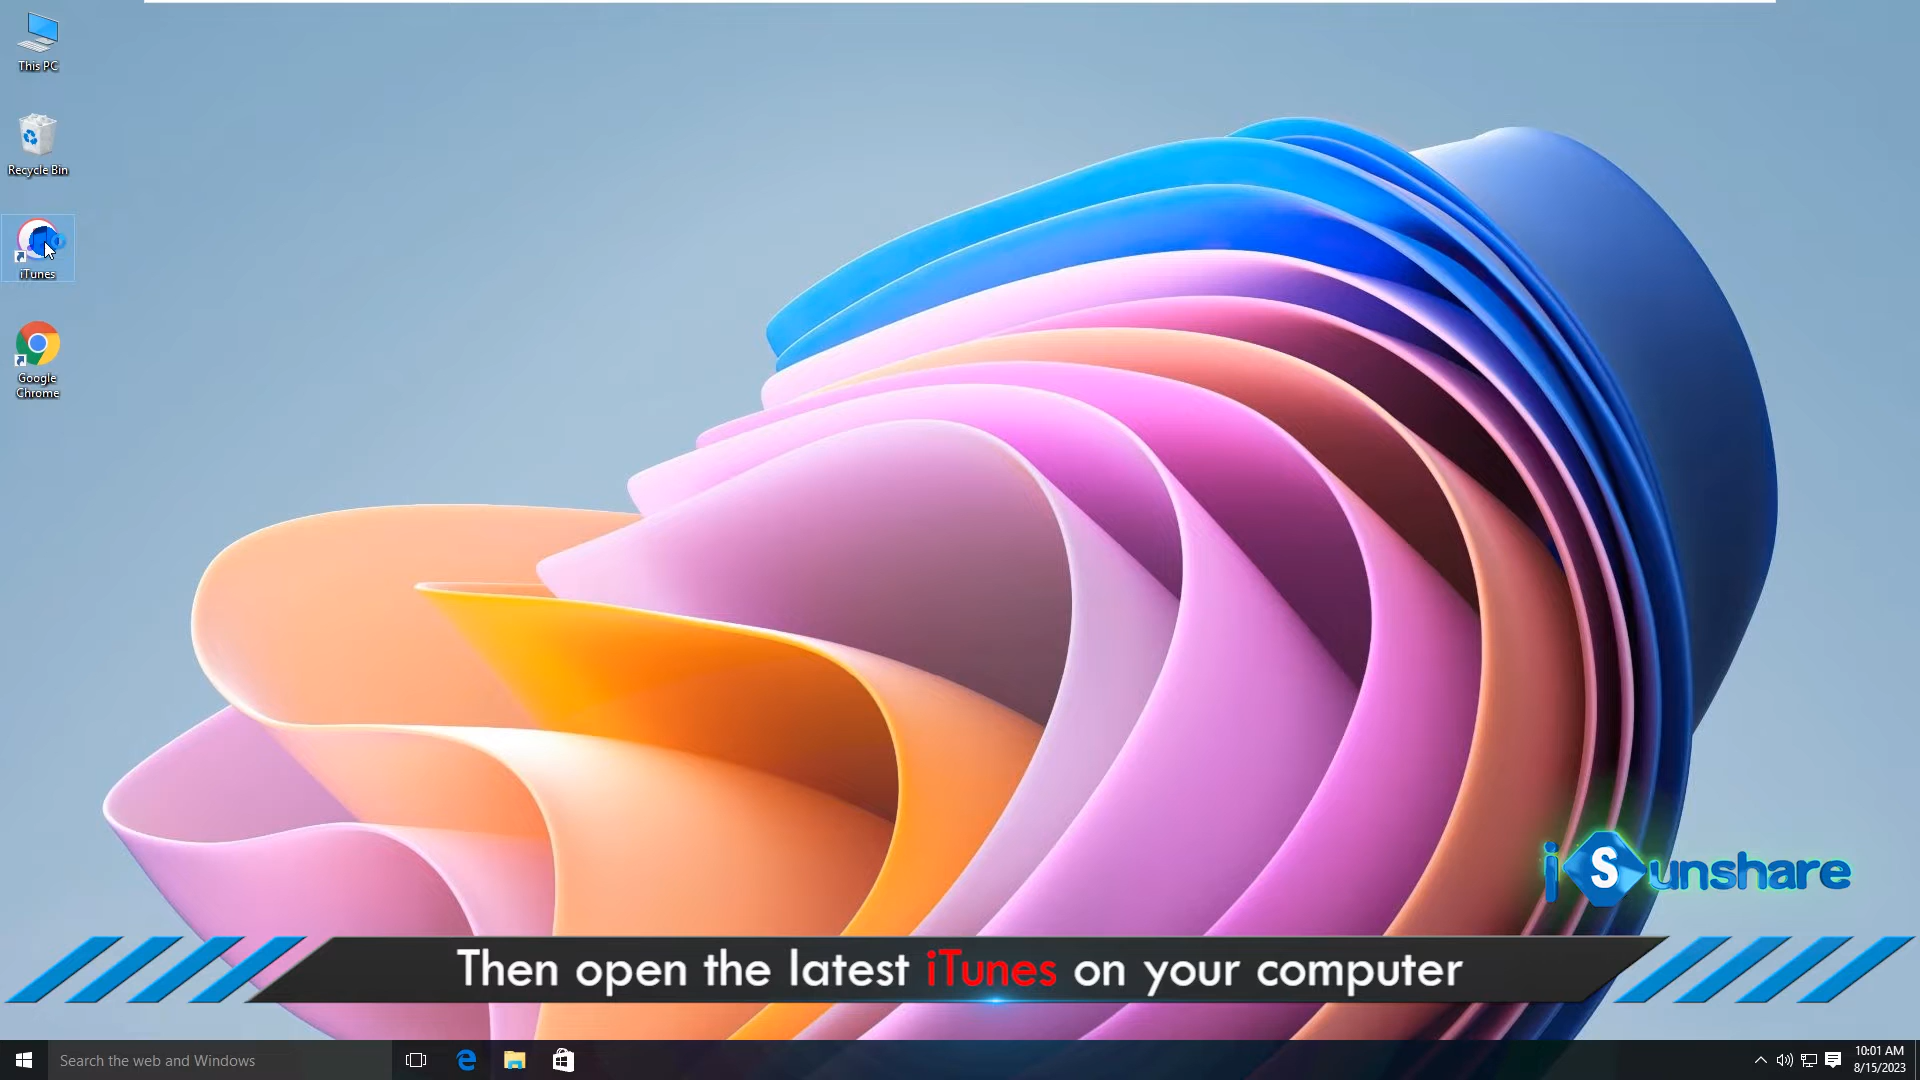 This PC
Recycle Bin
iTunes
Google
Chrome
iSunshare
Then open the latest iTunes on your computer
Search the web and Windows
10:01 AM
8/15/2023